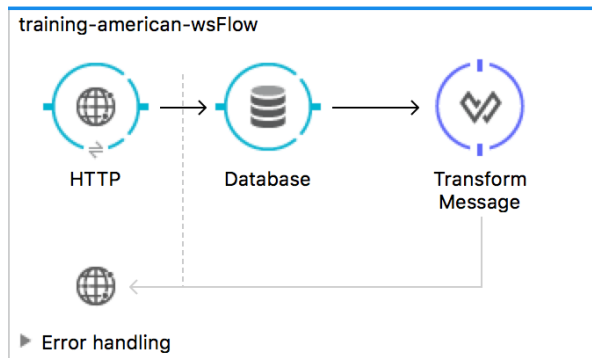 training-american-wsFlow
HTTP
Database
Transform
Message
Error handling